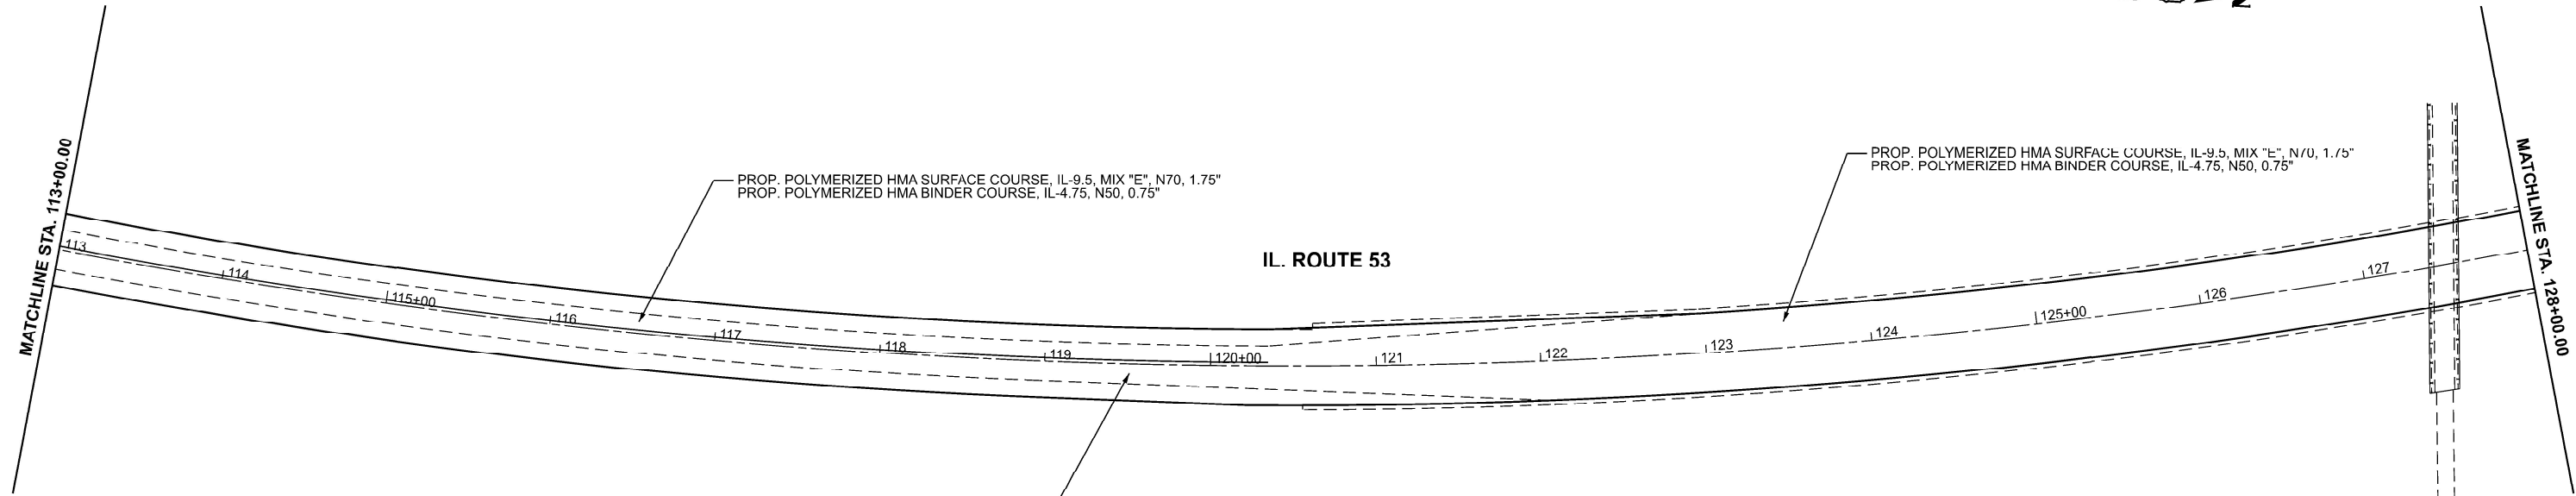 MATCHLINE STA. 113+00.00
113
114
115+00
116
117
118
119
120+00
121
122
123
124
125+00
126
127
PROP. POLYMERIZED HMA SURFACE COURSE, IL-9.5, MIX "E", N70, 1.75"
PROP. POLYMERIZED HMA BINDER COURSE, IL-4.75, N50, 0.75"
IL. ROUTE 53
PROP. POLYMERIZED HMA SURFACE COURSE, IL-9.5, MIX "E", N70, 1.75"
PROP. POLYMERIZED HMA BINDER COURSE, IL-4.75, N50, 0.75"
MATCHLINE STA. 128+00.00